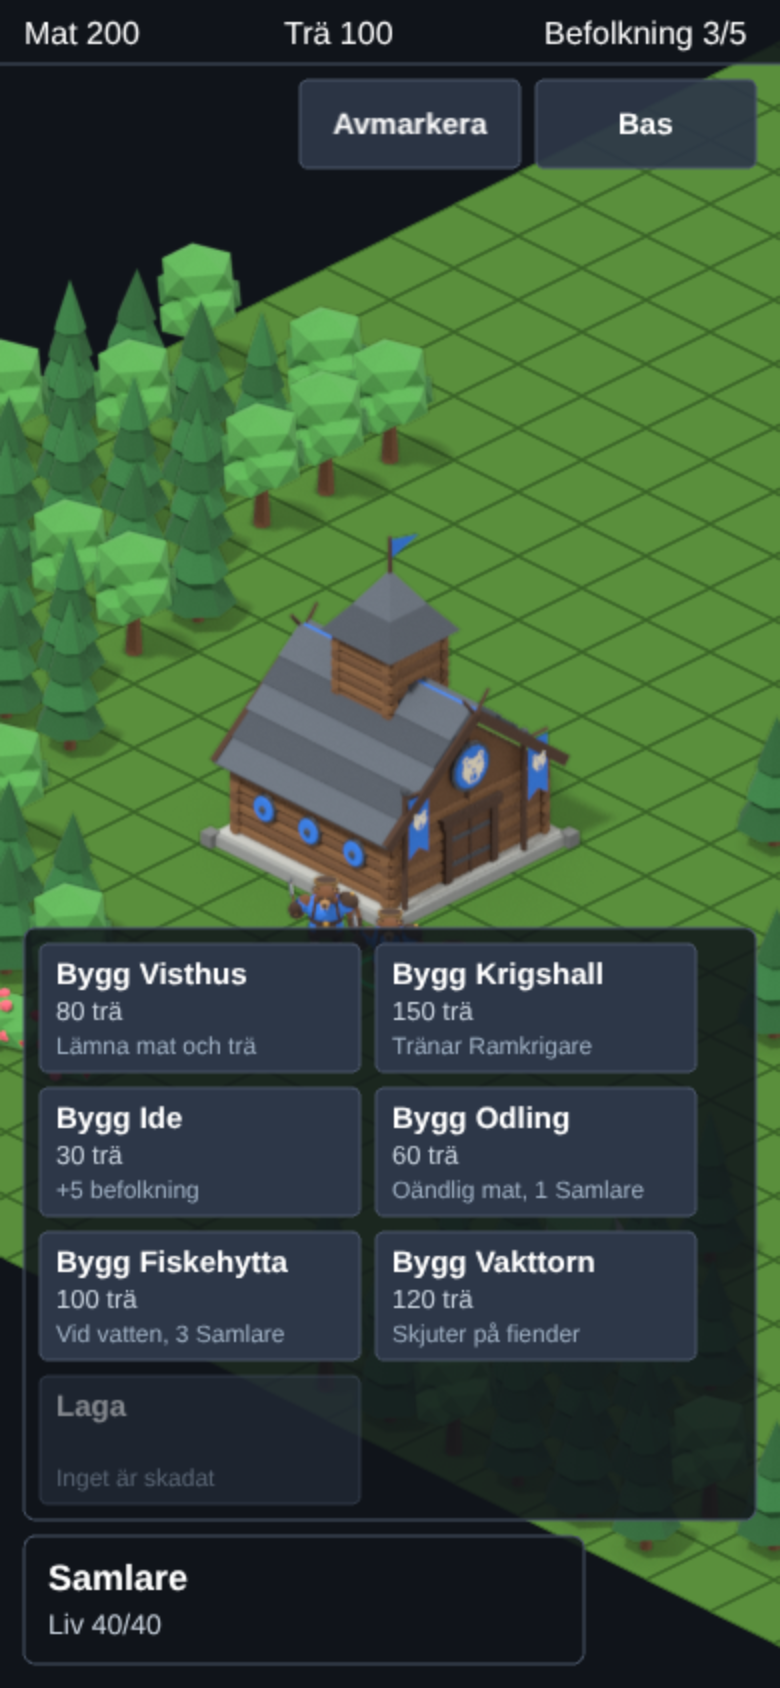 Mat 200
Trä 100
Befolkning 3/5
Avmarkera
Bas
Bygg Visthus
80 trä
Lämna mat och trä
Bygg Krigshall
150 trä
Tränar Ramkrigare
Bygg Ide
30 trä
+5 befolkning
Bygg Odling
60 trä
Oändlig mat, 1 Samlare
Bygg Fiskehytta
100 trä
Vid vatten, 3 Samlare
Bygg Vakttorn
120 trä
Skjuter på fiender
Laga
Inget är skadat
Samlare
Liv 40/40